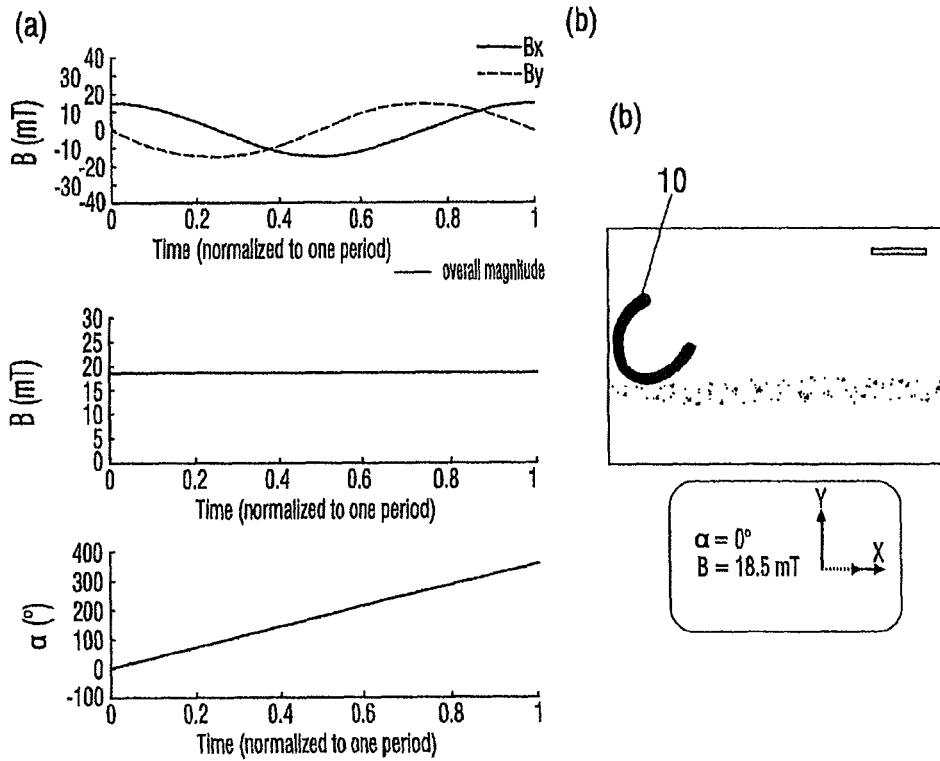 (a)
Bx
By
B (mT)
40
30
20
10
0
-10
-20
-30
-40
0 0.2 0.4 0.6 0.8 1
Time (normalized to one period)
overall magnitude
B (mT)
30
25
20
15
10
5
0
0 0.2 0.4 0.6 0.8 1
Time (normalized to one period)
α (°)
400
300
200
100
0
-100
0 0.2 0.4 0.6 0.8 1
Time (normalized to one period)
(b)
(b)
10
α = 0°
B = 18.5 mT
Y
X